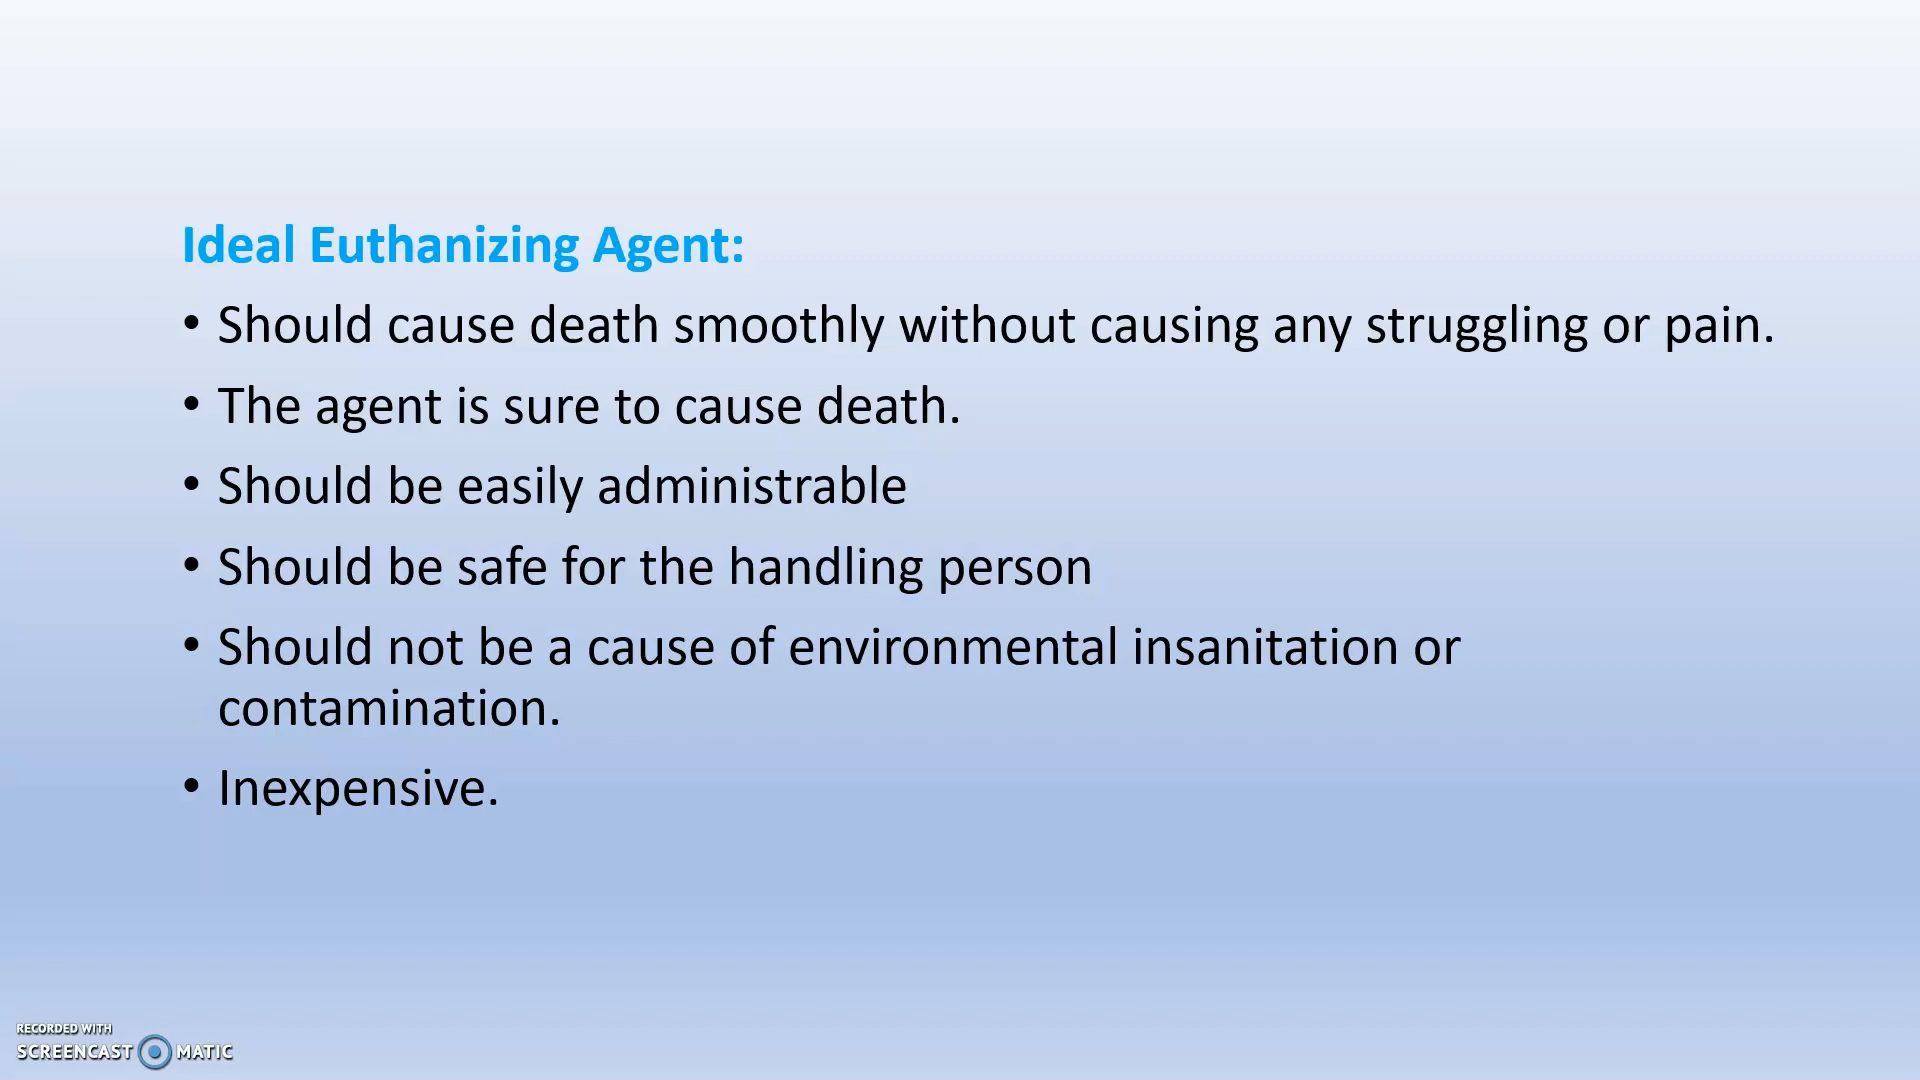 Ideal Euthanizing Agent:
• Should cause death smoothly without causing any struggling or pain.
• The agent is sure to cause death.
• Should be easily administrable
• Should be safe for the handling person
• Should not be a cause of environmental insanitation or
contamination.
• Inexpensive.
RECORDED WITH
SCREENCAST MATIC